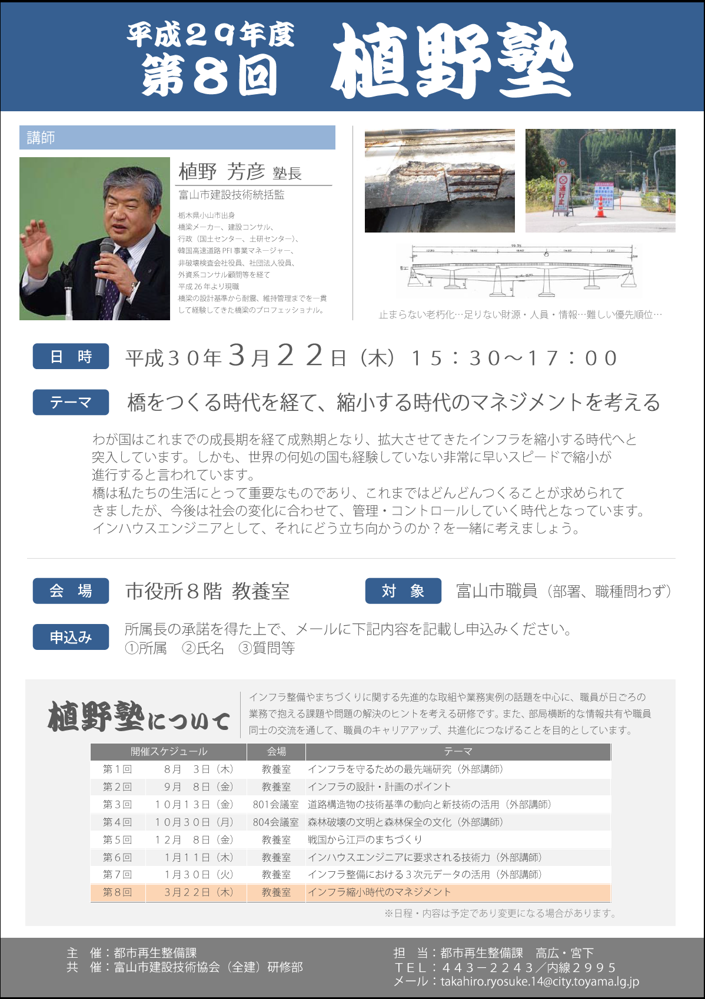 平成２９年度
第８回
植野塾
講師
植野 芳彦 塾長
富山市建設技術統括監
栃木県小山市出身
橋梁メーカー、建設コンサル、
行政（国土センター、土研センター）、
韓国高速道路 PFI 事業マネージャー、
非破壊検査会社役員、社団法人役員、
外資系コンサル顧問等を経て
平成 26 年より現職
橋梁の設計基準から耐震、維持管理までを一貫
して経験してきた橋梁のプロフェッショナル。
通行止
止まらない老朽化…足りない財源・人員・情報…難しい優先順位…
日　時
平成３０年３月２２日（木）１５：３０～１７：００
テーマ
橋をつくる時代を経て、縮小する時代のマネジメントを考える
わが国はこれまでの成長期を経て成熟期となり、拡大させてきたインフラを縮小する時代へと
突入しています。しかも、世界の何処の国も経験していない非常に早いスピードで縮小が
進行すると言われています。
橋は私たちの生活にとって重要なものであり、これまではどんどんつくることが求められて
きましたが、今後は社会の変化に合わせて、管理・コントロールしていく時代となっています。
インハウスエンジニアとして、それにどう立ち向かうのか？を一緒に考えましょう。
会　場
市役所８階 教養室
対　象
富山市職員（部署、職種問わず）
申込み
所属長の承諾を得た上で、メールに下記内容を記載し申込みください。
①所属　②氏名　③質問等
植野塾について
インフラ整備やまちづくりに関する先進的な取組や業務実例の話題を中心に、職員が日ごろの
業務で抱える課題や問題の解決のヒントを考える研修です。また、部局横断的な情報共有や職員
同士の交流を通して、職員のキャリアアップ、共進化につなげることを目的としています。
開催スケジュール 会場 テーマ
第１回 ８月　３日（木） 教養室 インフラを守るための最先端研究（外部講師）
第２回 ９月　８日（金） 教養室 インフラの設計・計画のポイント
第３回 １０月１３日（金） 801会議室 道路構造物の技術基準の動向と新技術の活用（外部講師）
第４回 １０月３０日（月） 804会議室 森林破壊の文明と森林保全の文化（外部講師）
第５回 １２月　８日（金） 教養室 戦国から江戸のまちづくり
第６回 １月１１日（木） 教養室 インハウスエンジニアに要求される技術力（外部講師）
第７回 １月３０日（火） 教養室 インフラ整備における３次元データの活用（外部講師）
第８回 ３月２２日（木） 教養室 インフラ縮小時代のマネジメント
※日程・内容は予定であり変更になる場合があります。
主　催：都市再生整備課
共　催：富山市建設技術協会（全建）研修部
担　当：都市再生整備課　高広・宮下
ＴＥＬ：４４３－２２４３／内線２９９５
メール：takahiro.ryosuke.14@city.toyama.lg.jp